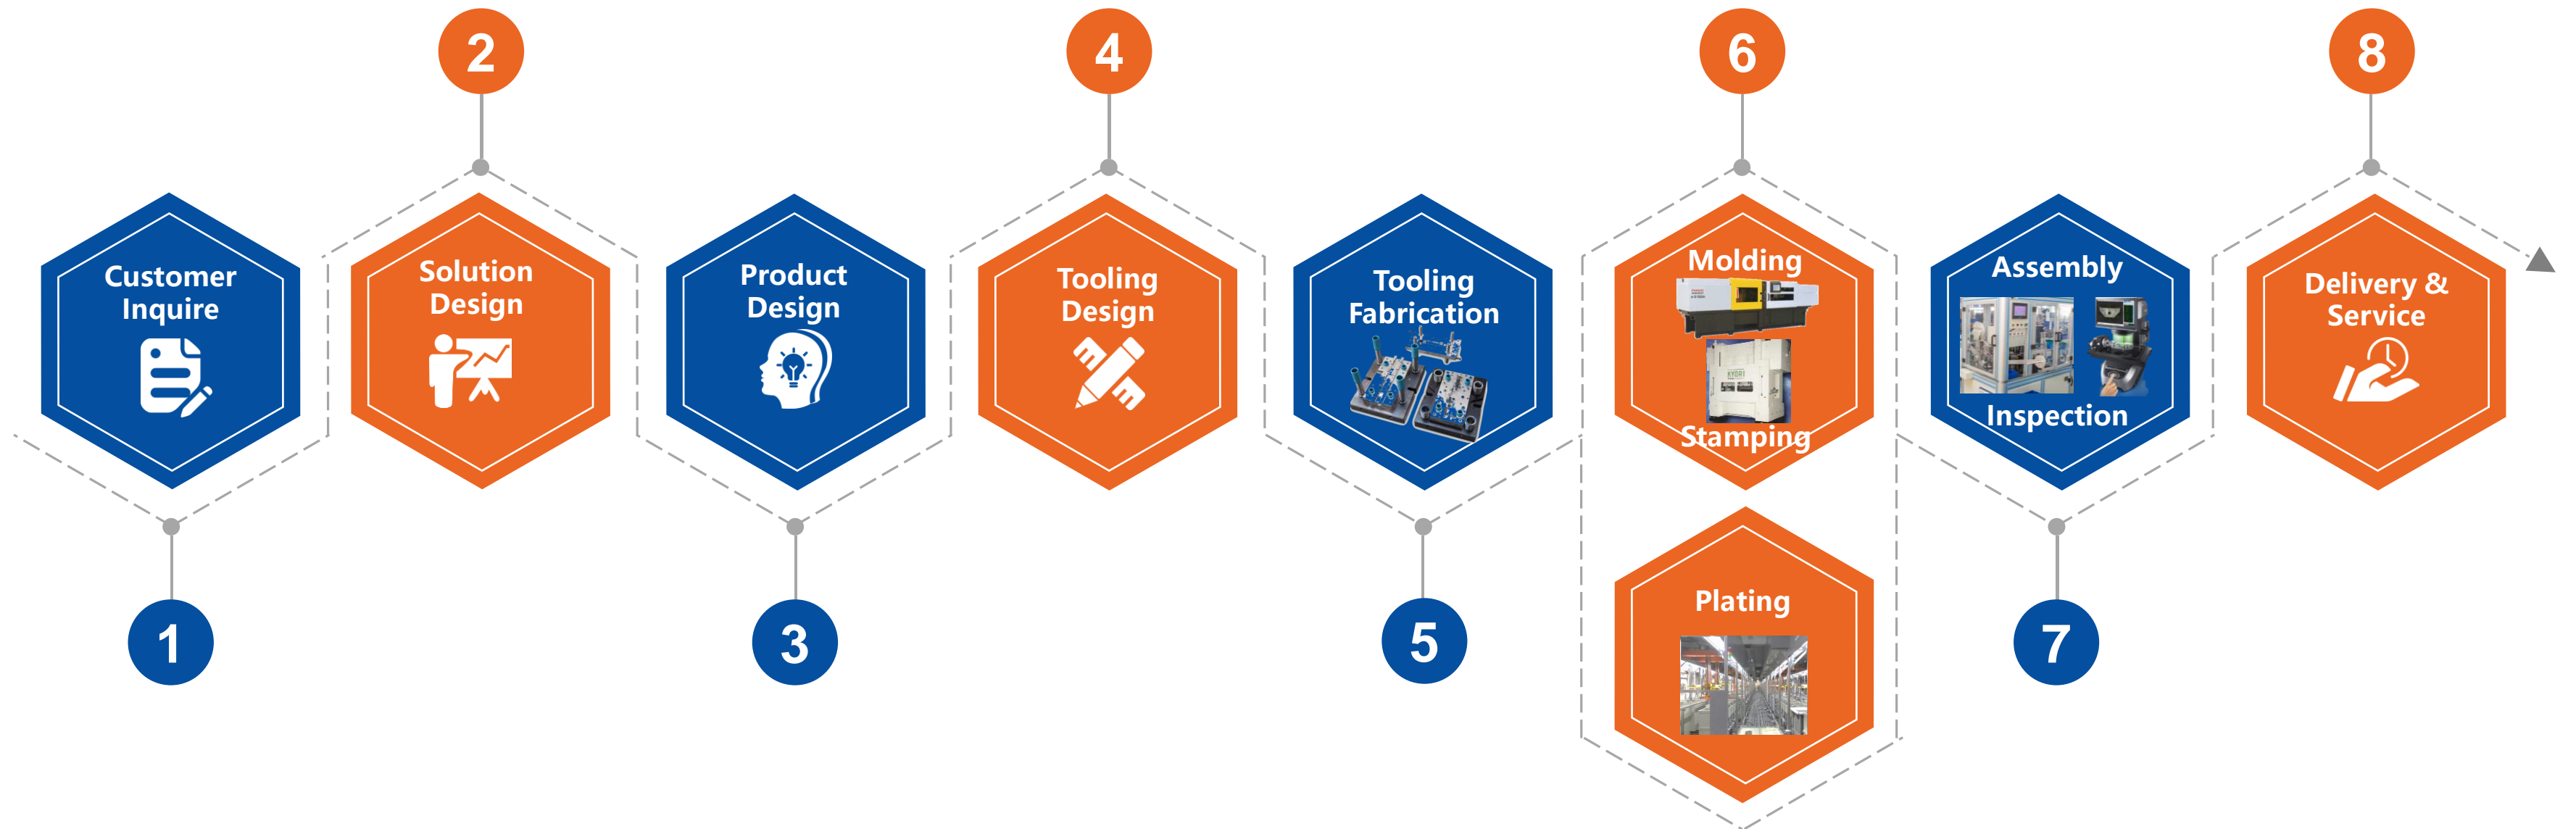 2
4
6
8
Customer
Inquire
Solution
Design
Product
Design
Tooling
Design
Tooling
Fabrication
Molding
KYORI
Stamping
Assembly
Inspection
Delivery &
Service
Plating
1
3
5
7